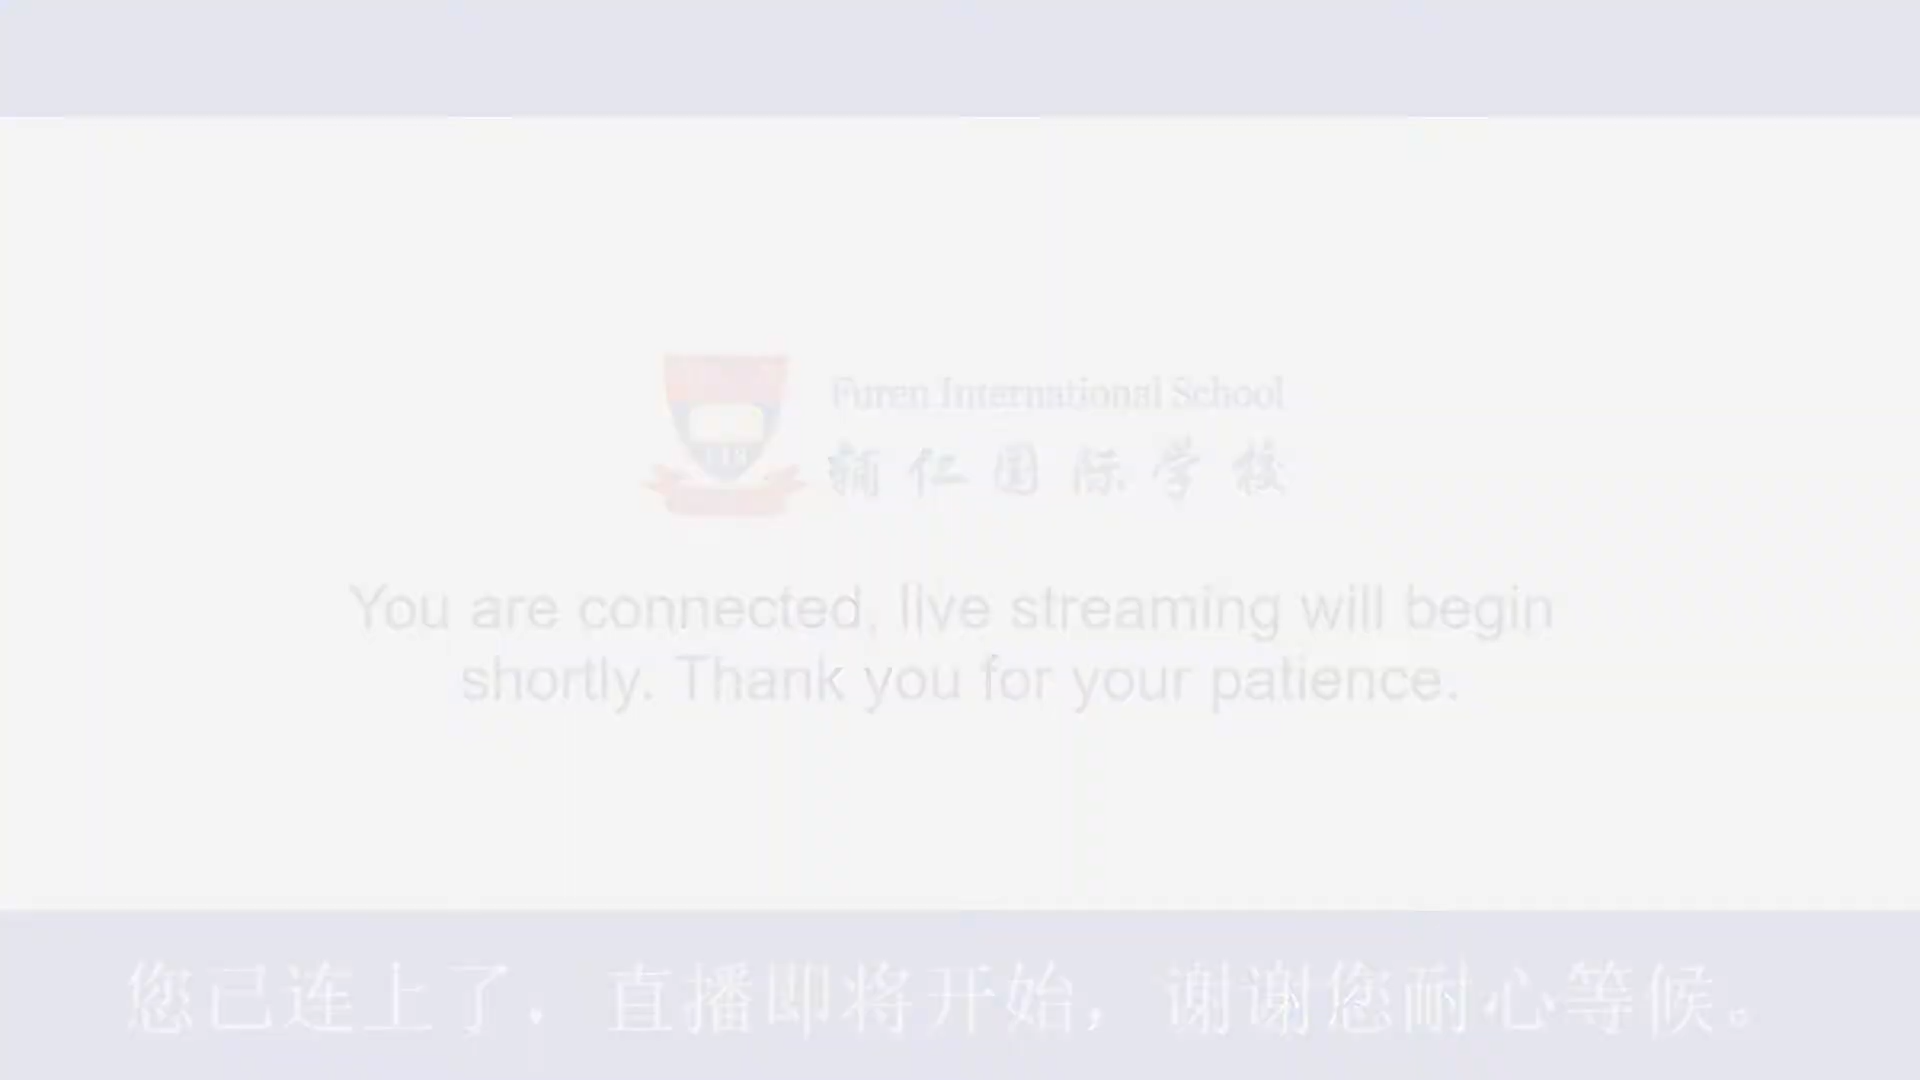 FIS
Furen International School
辅仁国际学校
You are connected, live streaming will begin
shortly. Thank you for your patience.
您已连上了，直播即将开始，谢谢您耐心等候。